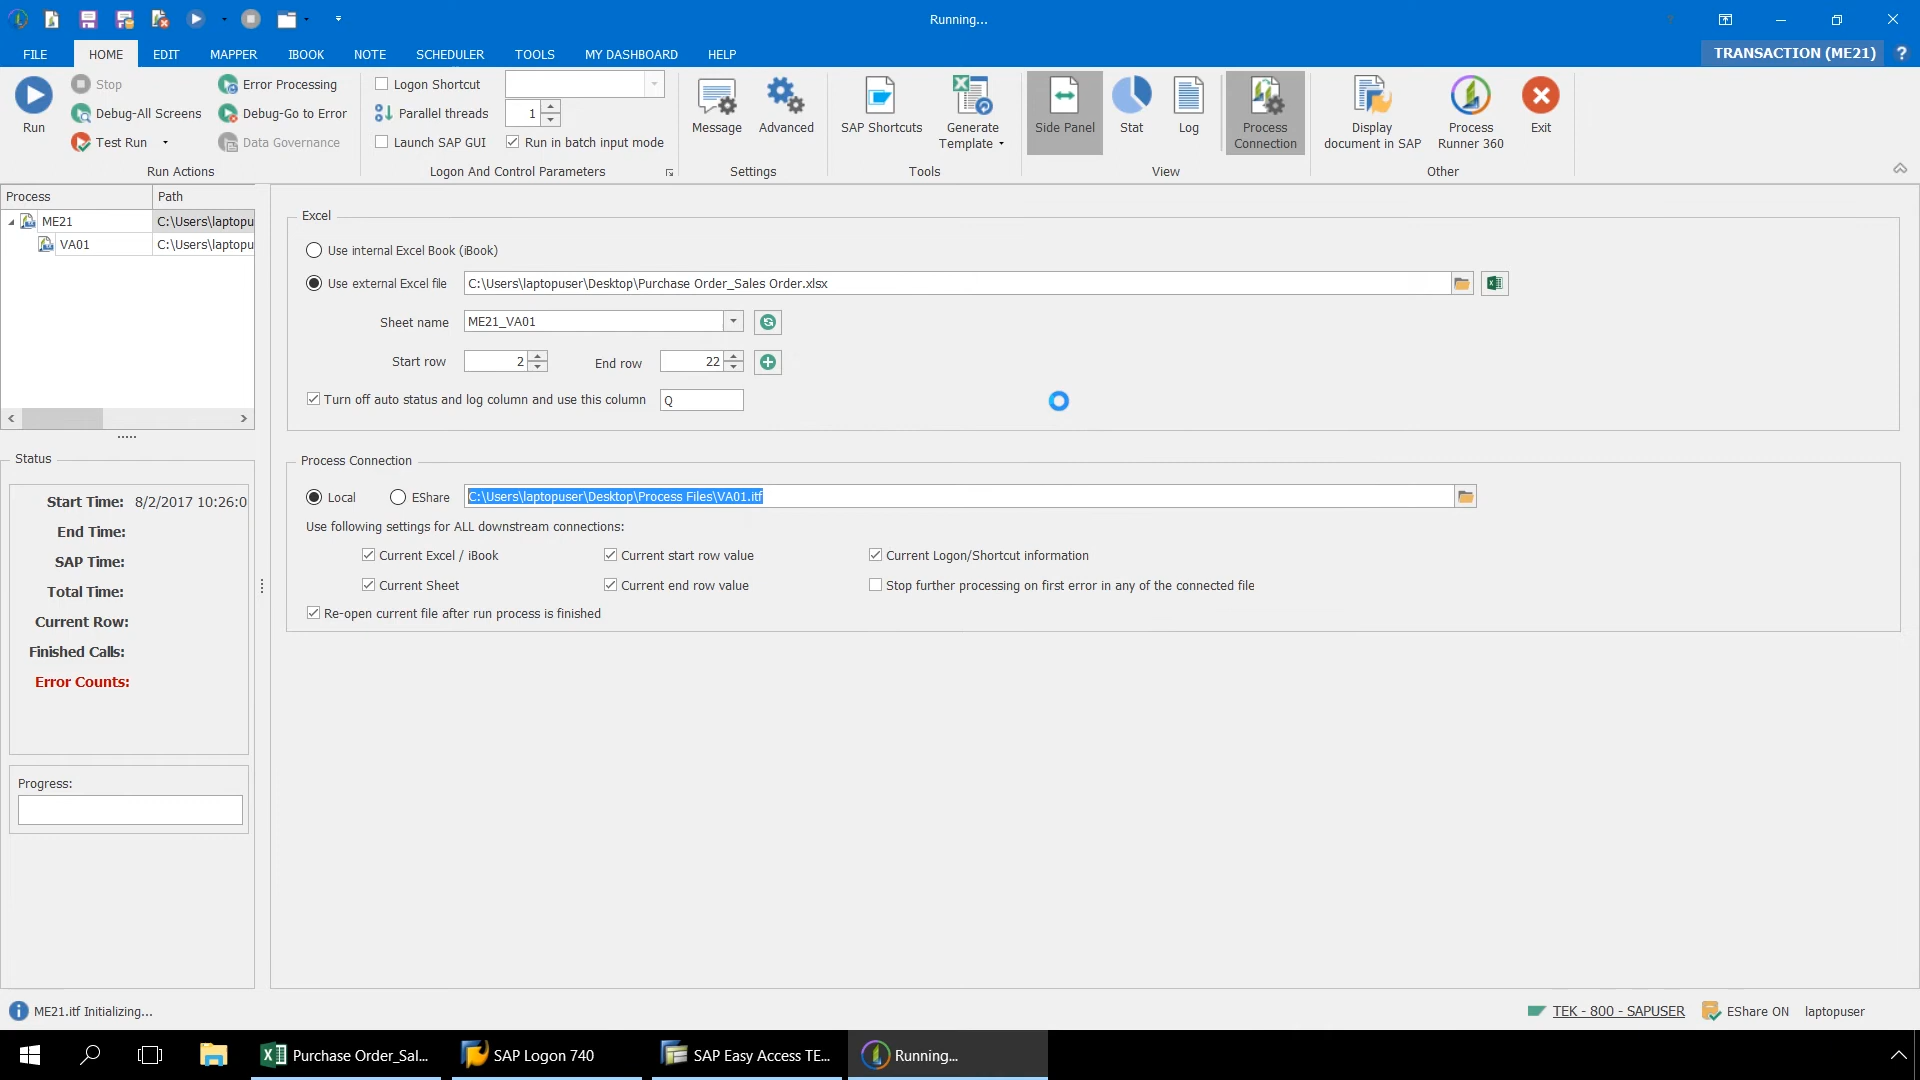 Running...
FILE HOME EDIT MAPPER IBOOK NOTE SCHEDULER TOOLS MY DASHBOARD HELP TRANSACTION (ME21) ?
Run
Stop
Debug-All Screens
Test Run
Error Processing
Debug-Go to Error
Data Governance
Run Actions
Logon Shortcut
Parallel threads 1
Launch SAP GUI Run in batch input mode
Logon And Control Parameters
Message Advanced
Settings
SAP Shortcuts Generate
Template
Tools
Side Panel Stat Log Process
Connection
View
Display
document in SAP
Process
Runner 360
Exit
Other
Process Path
ME21 C:\Users\laptopu
VA01 C:\Users\laptopu
Excel
Use internal Excel Book (iBook)
Use external Excel file C:\Users\laptopuser\Desktop\Purchase Order_Sales Order.xlsx
Sheet name ME21_VA01
Start row 2 End row 22
Turn off auto status and log column and use this column Q
Process Connection
Local EShare C:\Users\laptopuser\Desktop\Process Files\VA01.itf
Use following settings for ALL downstream connections:
Current Excel / iBook Current start row value Current Logon/Shortcut information
Current Sheet Current end row value Stop further processing on first error in any of the connected file
Re-open current file after run process is finished
Status
Start Time: 8/2/2017 10:26:0
End Time:
SAP Time:
Total Time:
Current Row:
Finished Calls:
Error Counts:
Progress:
ME21.itf Initializing... TEK - 800 - SAPUSER EShare ON laptopuser
Purchase Order_Sal... SAP Logon 740 SAP Easy Access TE... Running...